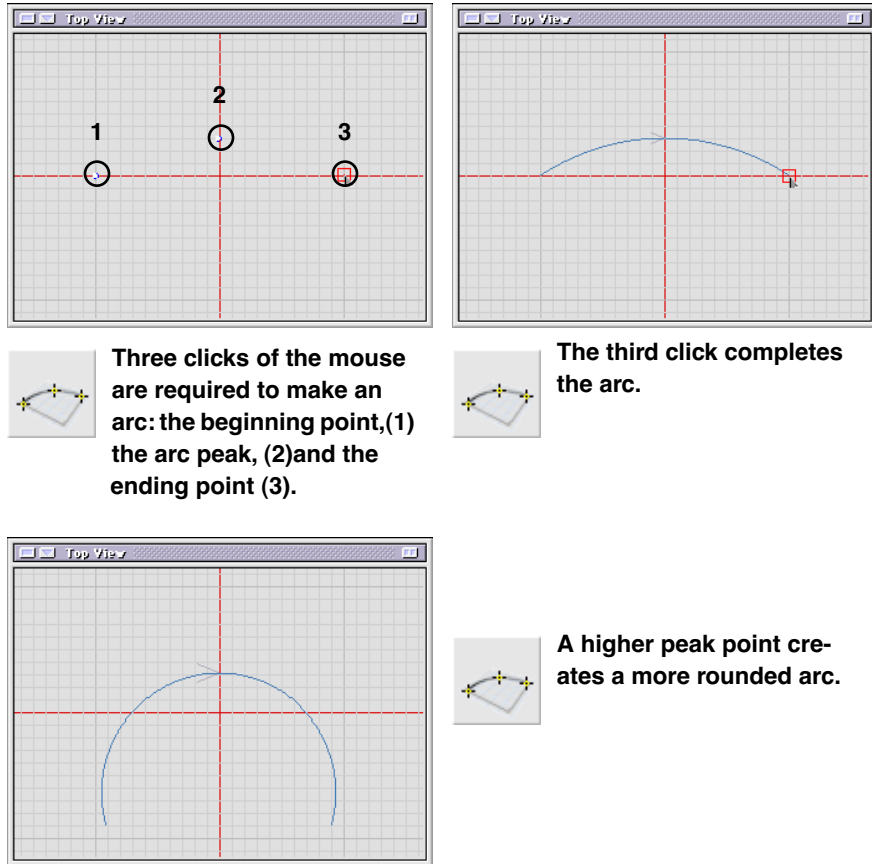 Top View
Top View
2
1
3
Three clicks of the mouse
are required to make an
arc: the beginning point,(1)
the arc peak, (2)and the
ending point (3).
The third click completes
the arc.
Top View
A higher peak point cre-
ates a more rounded arc.